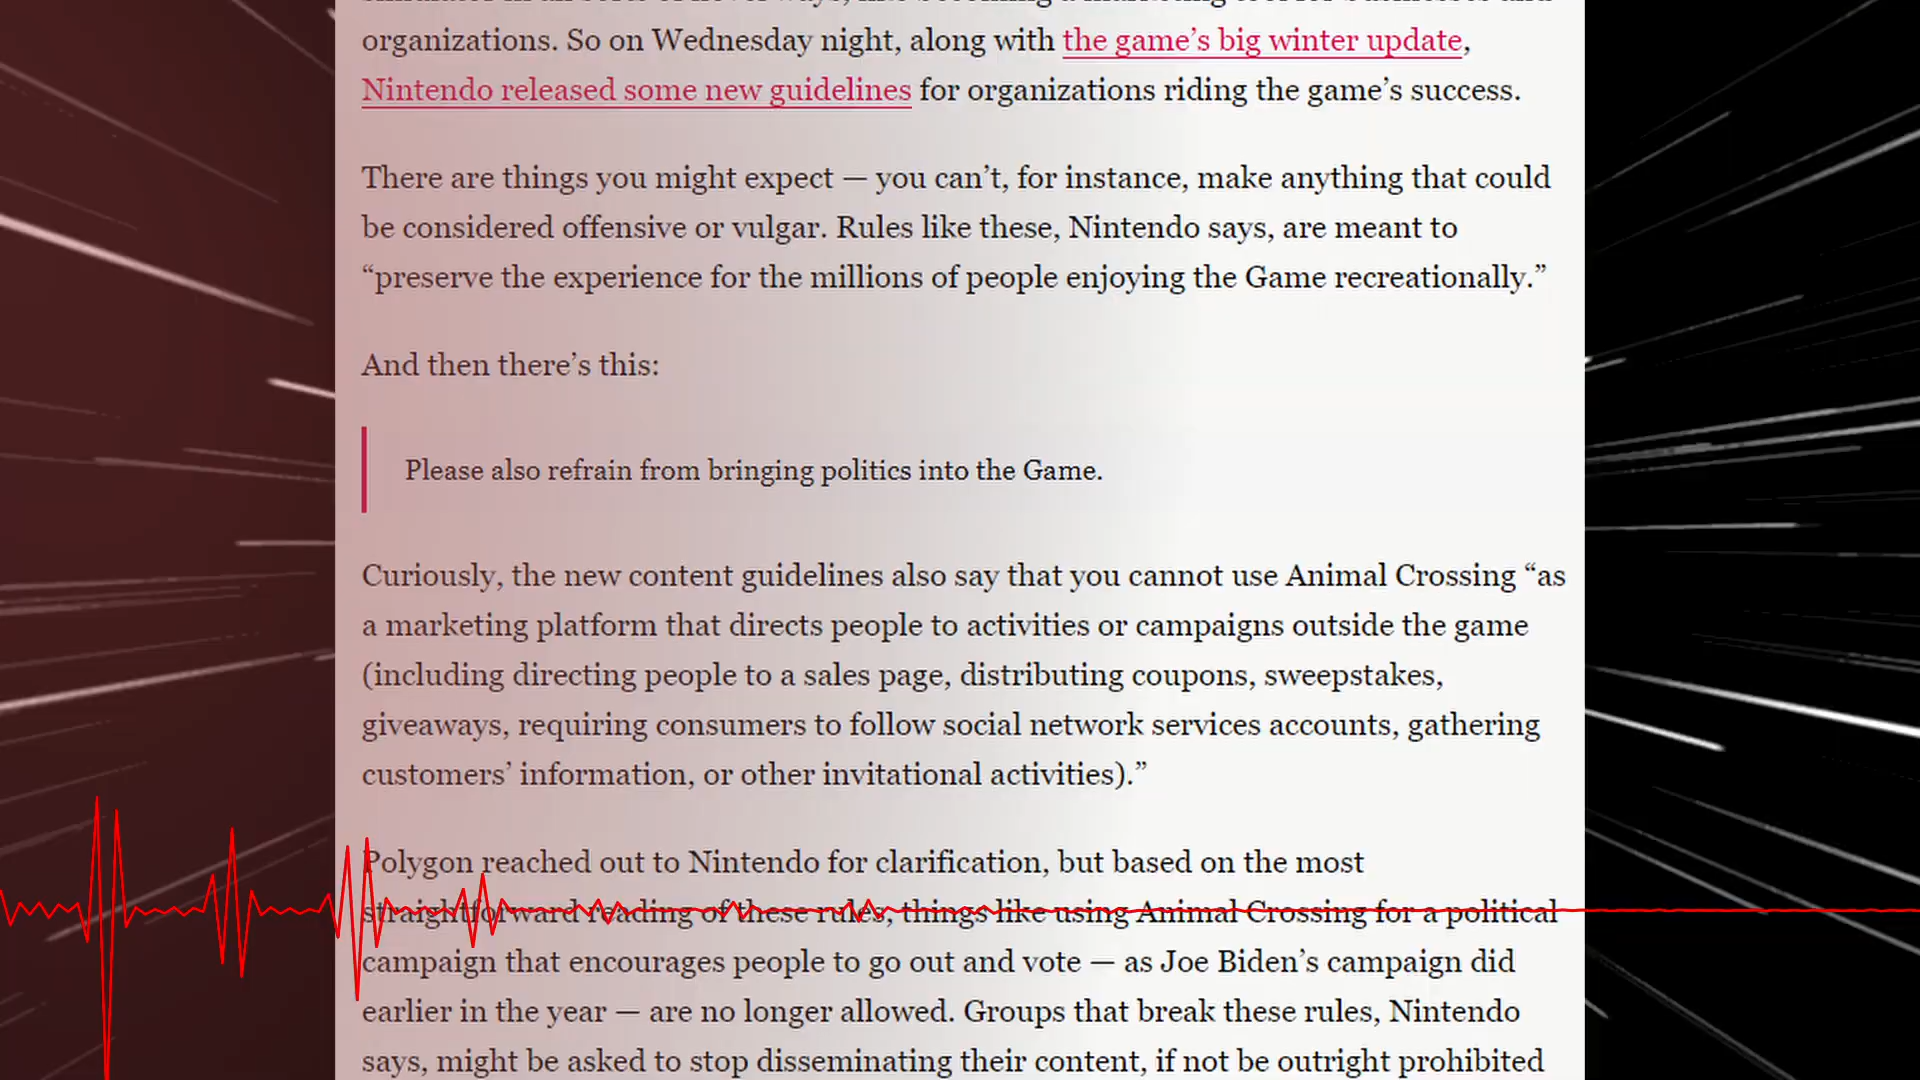 organizations. So on Wednesday night, along with the game’s big winter update,
Nintendo released some new guidelines for organizations riding the game’s success.
There are things you might expect — you can’t, for instance, make anything that could
be considered offensive or vulgar. Rules like these, Nintendo says, are meant to
“preserve the experience for the millions of people enjoying the Game recreationally.”
And then there’s this:
Please also refrain from bringing politics into the Game.
Curiously, the new content guidelines also say that you cannot use Animal Crossing “as
a marketing platform that directs people to activities or campaigns outside the game
(including directing people to a sales page, distributing coupons, sweepstakes,
giveaways, requiring consumers to follow social network services accounts, gathering
customers’ information, or other invitational activities).”
Polygon reached out to Nintendo for clarification, but based on the most
straightforward reading of these rules, things like using Animal Crossing for a political
campaign that encourages people to go out and vote — as Joe Biden’s campaign did
earlier in the year — are no longer allowed. Groups that break these rules, Nintendo
says, might be asked to stop disseminating their content, if not be outright prohibited